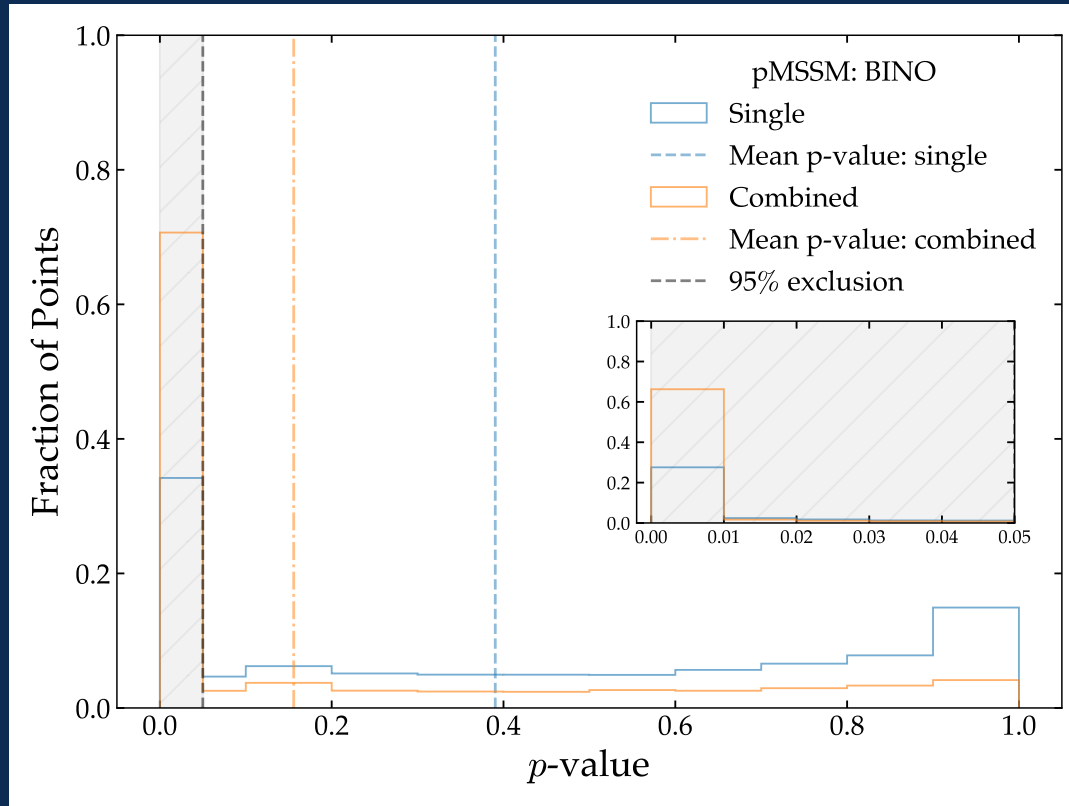 1.0
0.8
0.6
0.4
0.2
0.0
Fraction of Points
pMSSM: BINO
Single
Mean p-value: single
Combined
Mean p-value: combined
95% exclusion
1.0
0.8
0.6
0.4
0.2
0.0
0.00 0.01 0.02 0.03 0.04 0.05
0.0 0.2 0.4 0.6 0.8 1.0
p-value